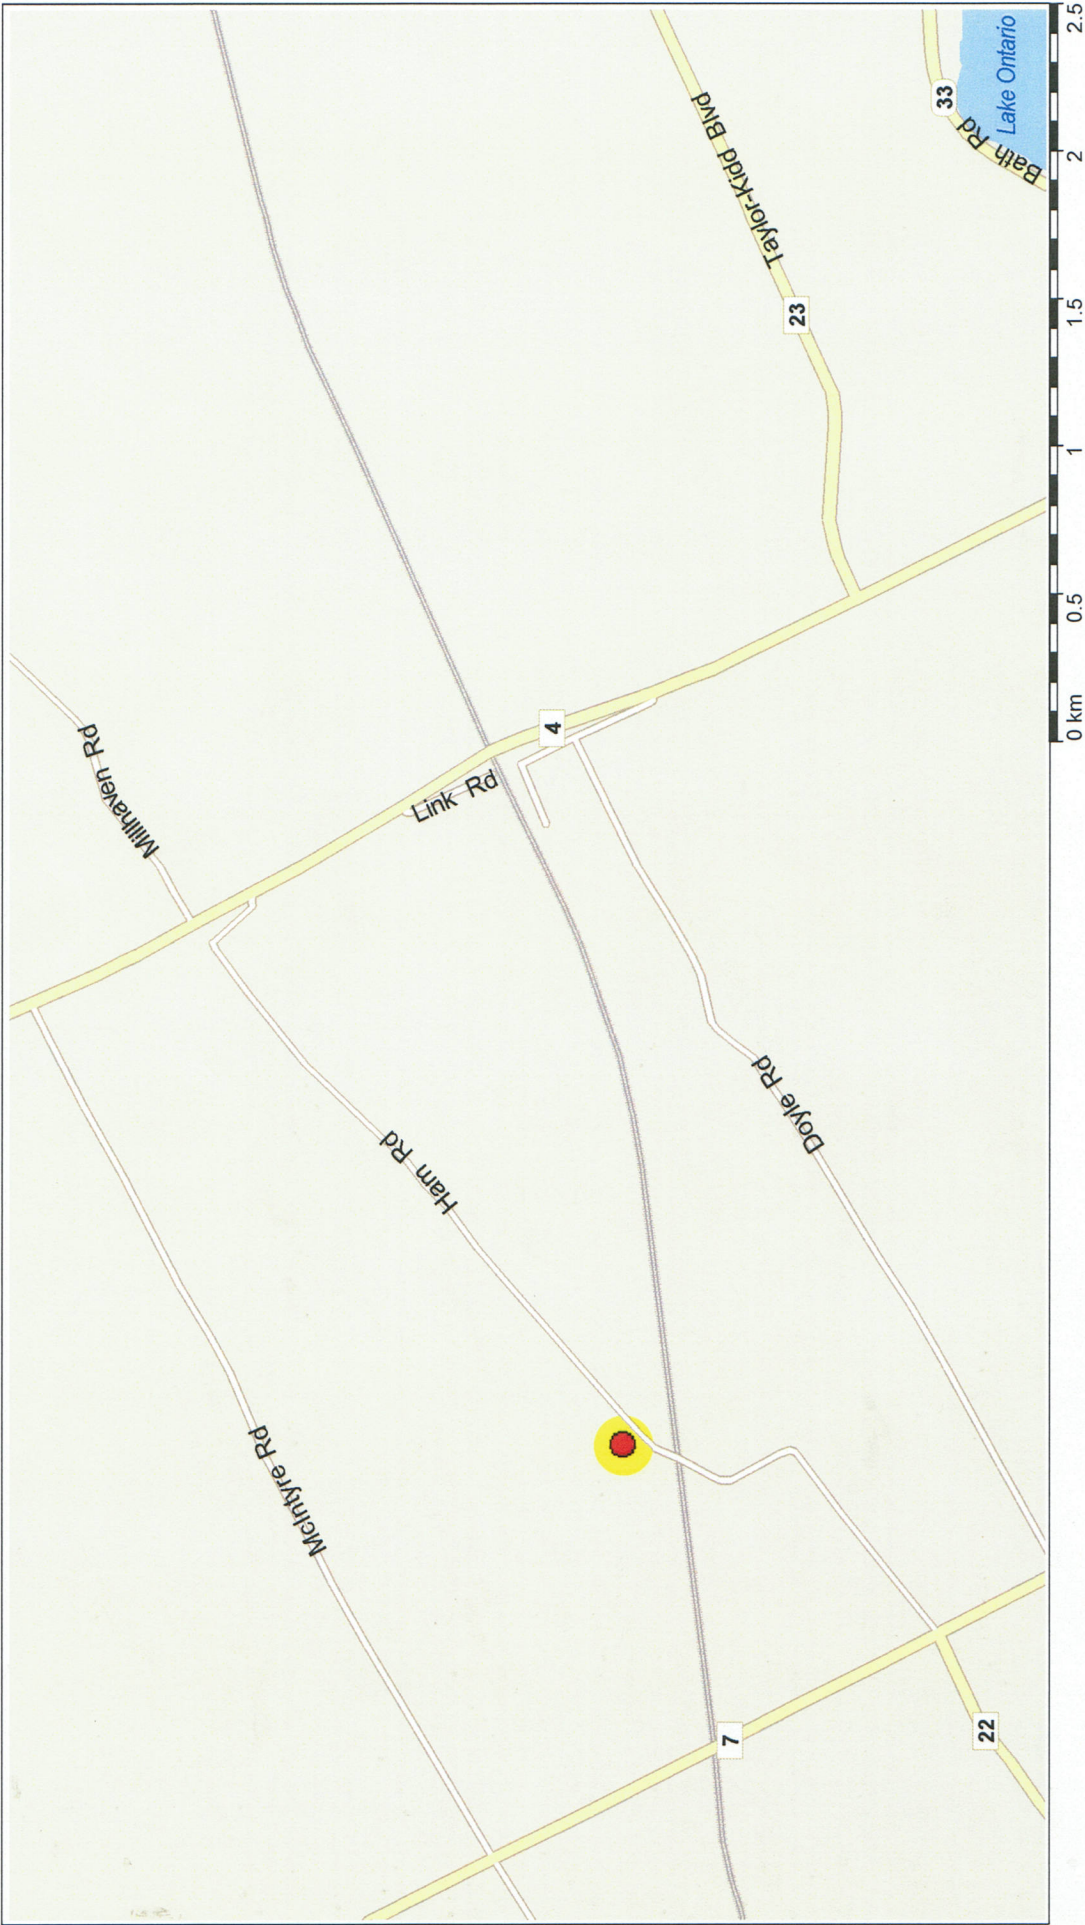 Millhaven Rd
McIntyre Rd
Ham Rd
Link Rd
4
Taylor-Kidd Blvd
23
33
Bath Rd
Lake Ontario
Doyle Rd
7
22
0 km 0.5 1 1.5 2 2.5